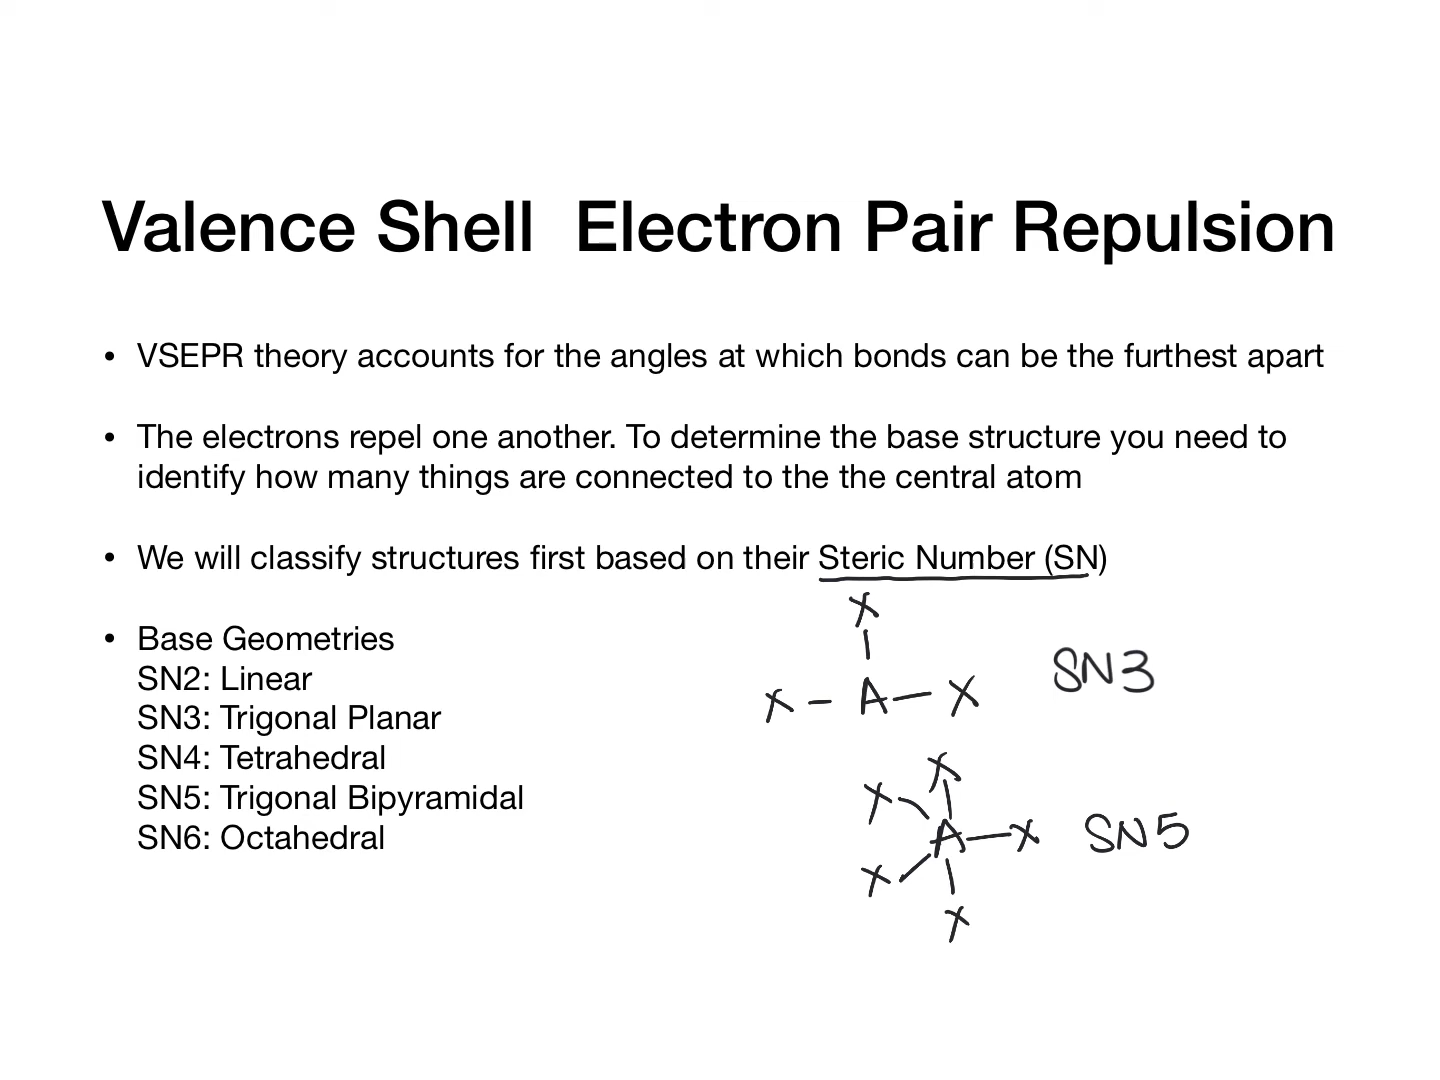 Valence Shell  Electron Pair Repulsion
• VSEPR theory accounts for the angles at which bonds can be the furthest apart
• The electrons repel one another. To determine the base structure you need to
identify how many things are connected to the the central atom
• We will classify structures first based on their Steric Number (SN)
• Base Geometries
SN2: Linear
SN3: Trigonal Planar
SN4: Tetrahedral
SN5: Trigonal Bipyramidal
SN6: Octahedral
X
X – A – X SN3
X
X
A – X SN5
X
X